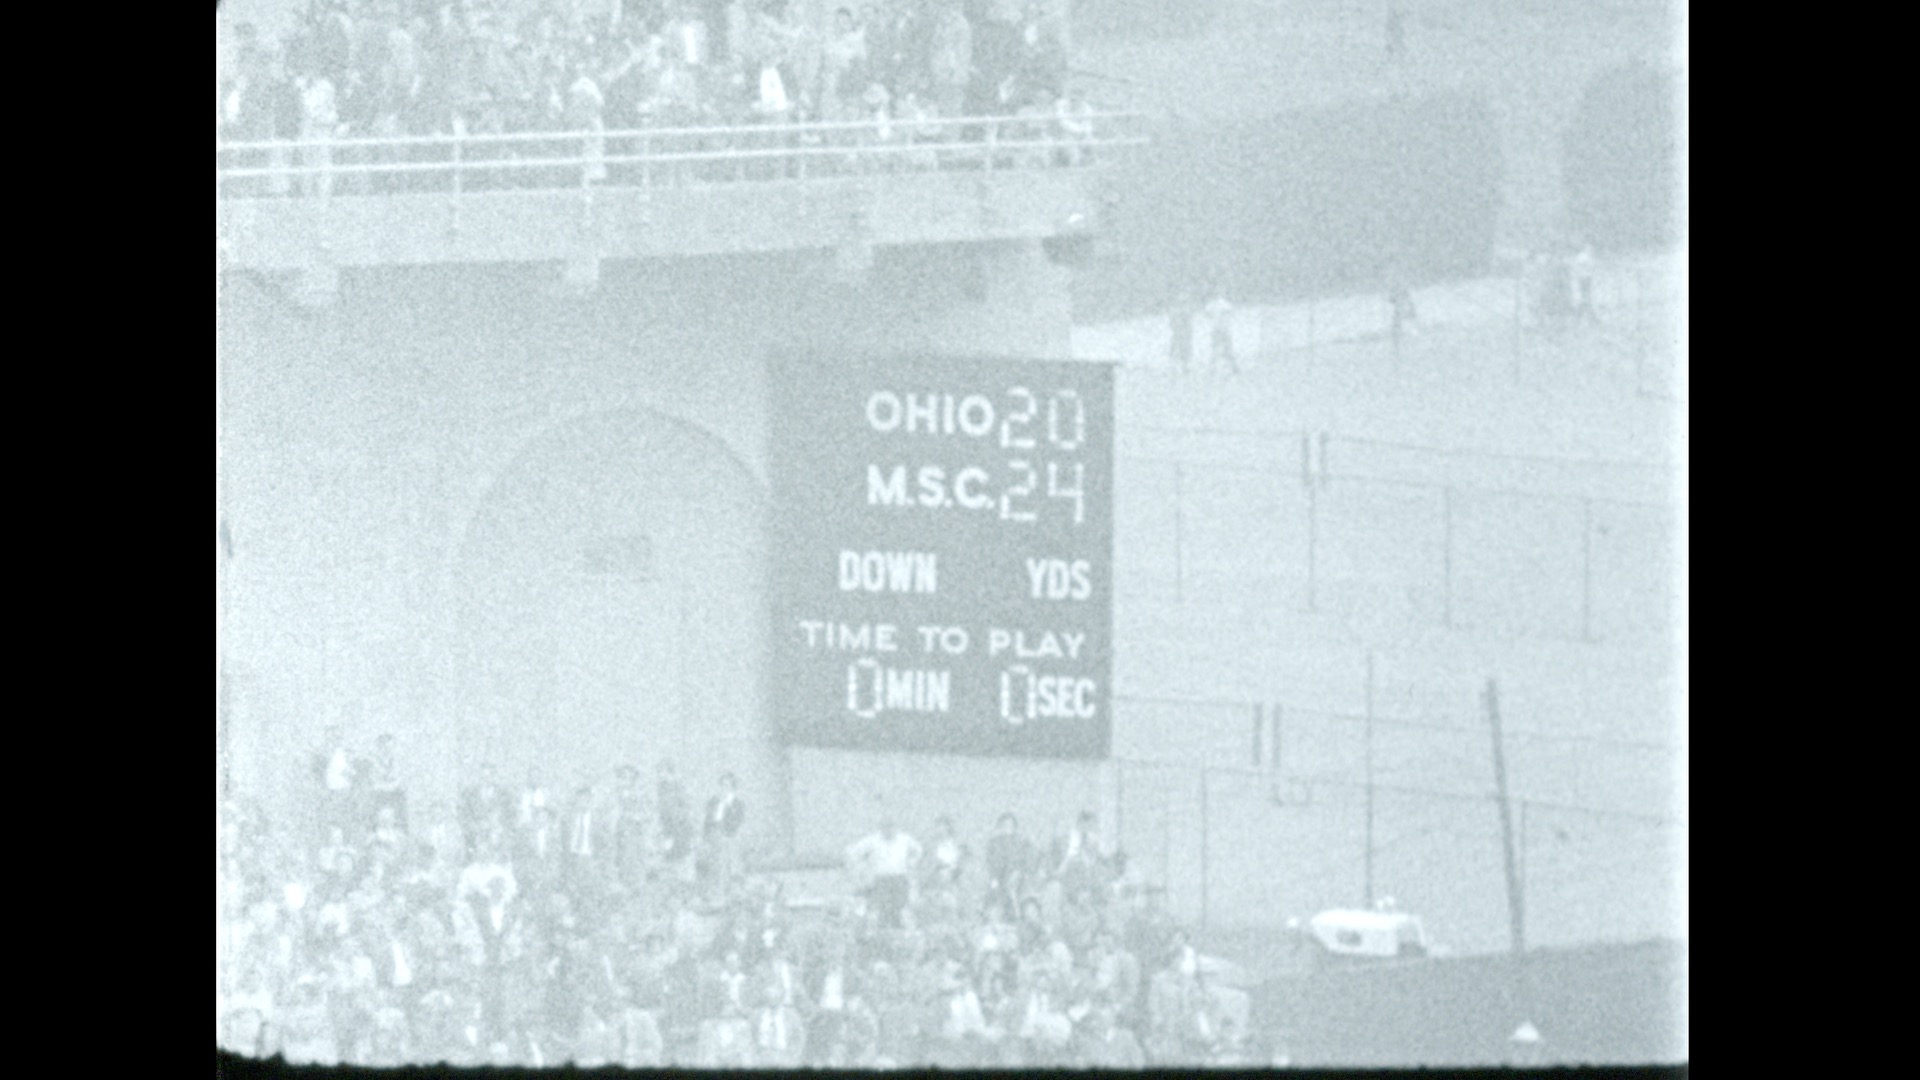 OHIO 20
M.S.C. 24
DOWN YDS
TIME TO PLAY
0 MIN 0 SEC